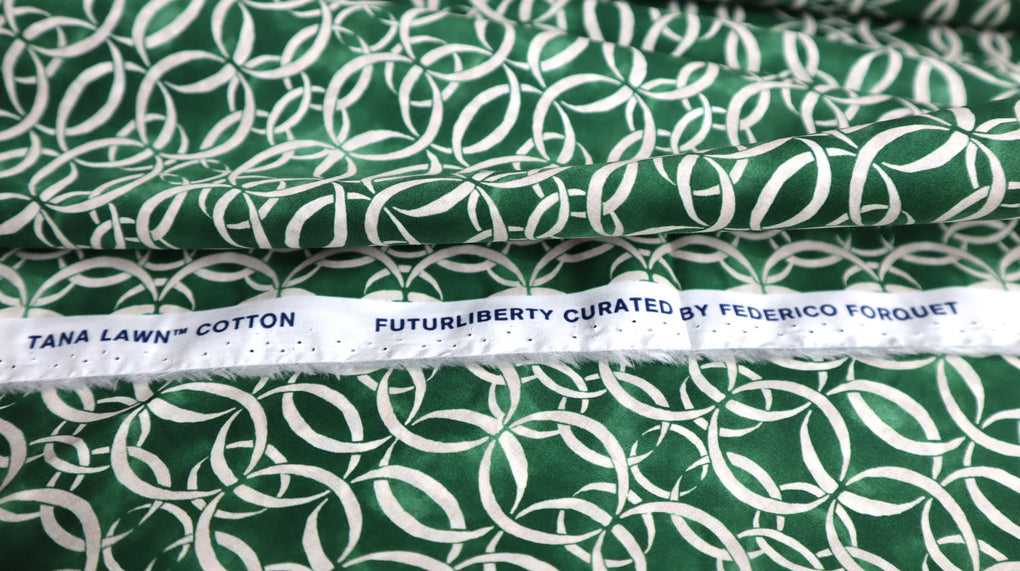 TANA LAWN™ COTTON FUTURLIBERTY CURATED BY FEDERICO FORQUET